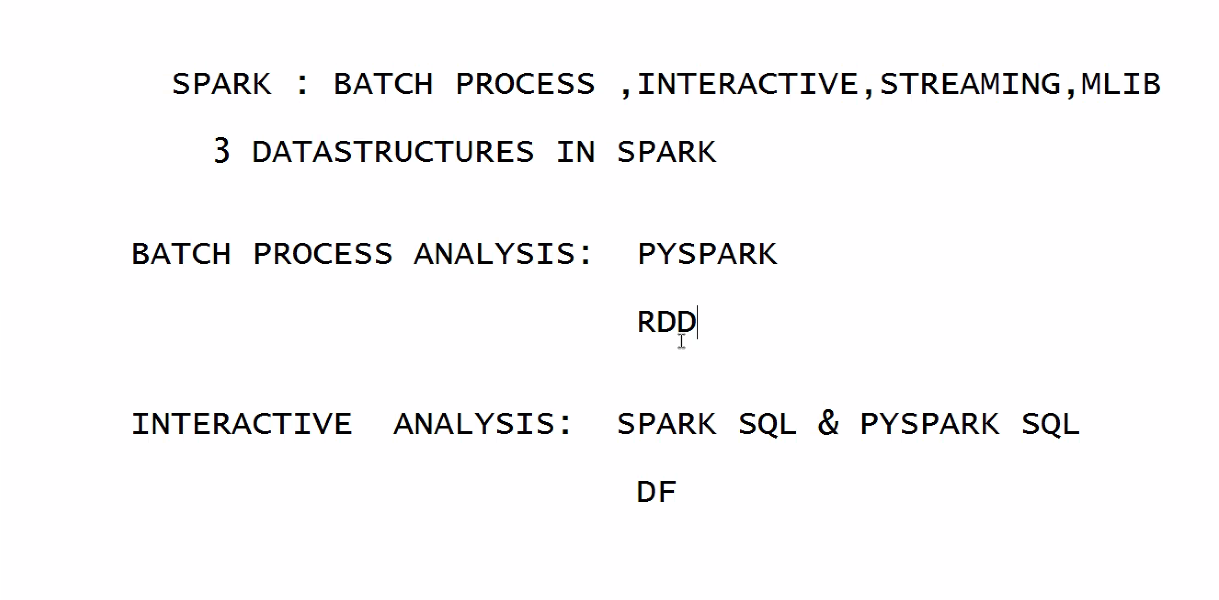 SPARK : BATCH PROCESS ,INTERACTIVE,STREAMING,MLIB
3 DATASTRUCTURES IN SPARK
BATCH PROCESS ANALYSIS: PYSPARK
RDD
INTERACTIVE ANALYSIS: SPARK SQL & PYSPARK SQL
DF